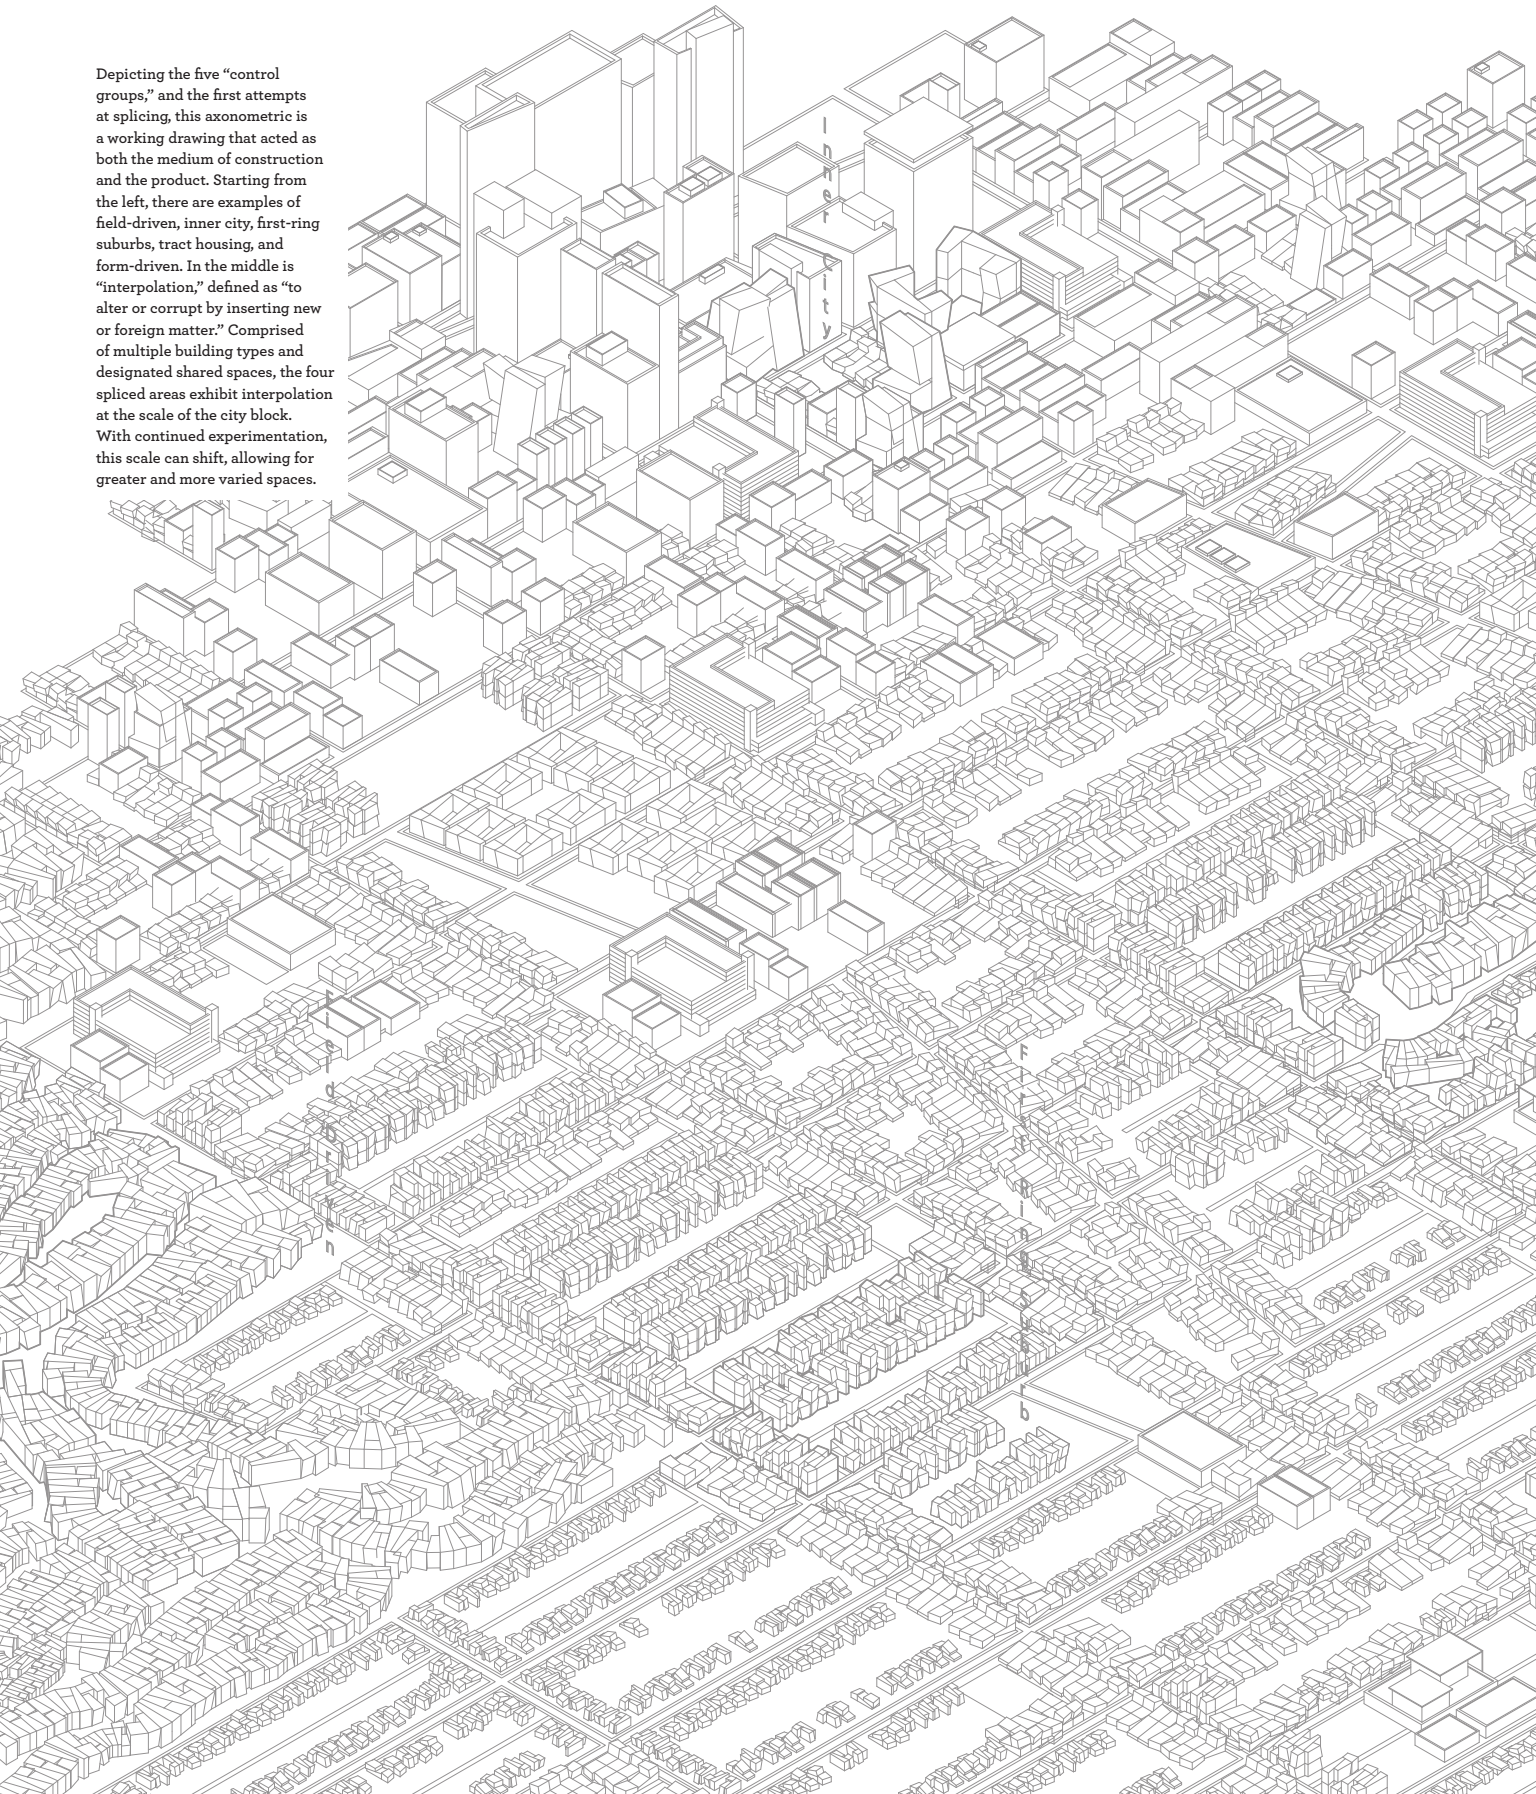 Depicting the five “control
groups,” and the first attempts
at splicing, this axonometric is
a working drawing that acted as
both the medium of construction
and the product. Starting from
the left, there are examples of
field-driven, inner city, first-ring
suburbs, tract housing, and
form-driven. In the middle is
“interpolation,” defined as “to
alter or corrupt by inserting new
or foreign matter.” Comprised
of multiple building types and
designated shared spaces, the four
spliced areas exhibit interpolation
at the scale of the city block.
With continued experimentation,
this scale can shift, allowing for
greater and more varied spaces.
Inner City
Field Driven
First Ring Suburb